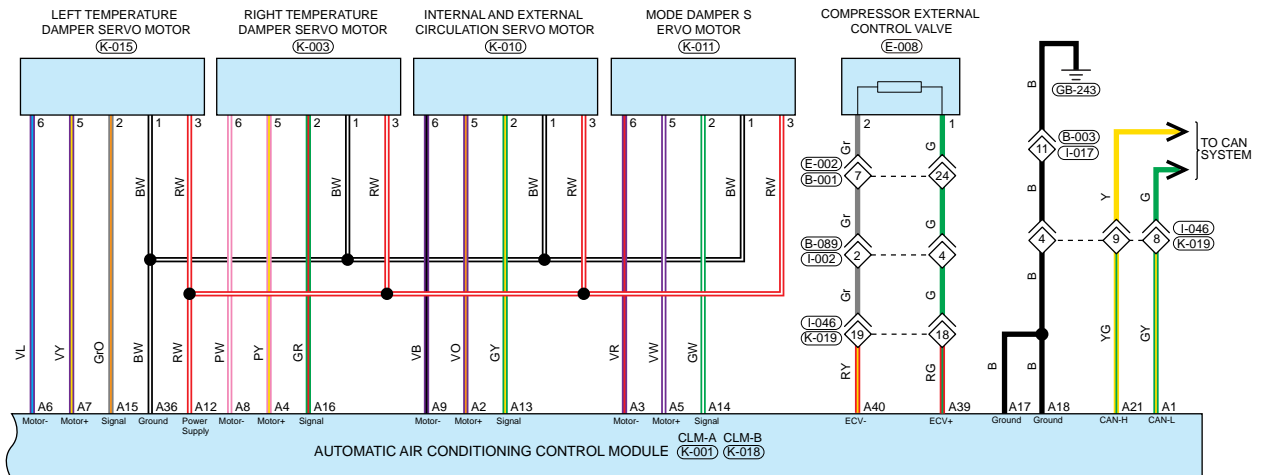 LEFT TEMPERATURE
DAMPER SERVO MOTOR
K-015
RIGHT TEMPERATURE
DAMPER SERVO MOTOR
K-003
INTERNAL AND EXTERNAL
CIRCULATION SERVO MOTOR
K-010
MODE DAMPER S
ERVO MOTOR
K-011
COMPRESSOR EXTERNAL
CONTROL VALVE
E-008
6 5 2 1 3
6 5 2 1 3
6 5 2 1 3
6 5 2 1 3
2 1
B
GB-243
BW RW BW RW BW RW BW RW
Gr G
11
B-003
I-017
TO CAN
SYSTEM
E-002
B-001
7 24
B Y G
Gr G
B-089
I-002
2 4
4 9 8
I-046
K-019
Gr G
B
I-046
K-019
19 18
VL VY GrO BW RW PW PY GR VB VO GY VR VW GW
RY RG B B YG GY
A6 A7 A15 A36 A12 A8 A4 A16 A9 A2 A13 A3 A5 A14 A40 A39 A17 A18 A21 A1
Motor- Motor+ Signal Ground Power
Supply
Motor- Motor+ Signal
Motor- Motor+ Signal
Motor- Motor+ Signal
ECV- ECV+
Ground Ground
CAN-H CAN-L
AUTOMATIC AIR CONDITIONING CONTROL MODULE
CLM-A CLM-B
K-001 K-018